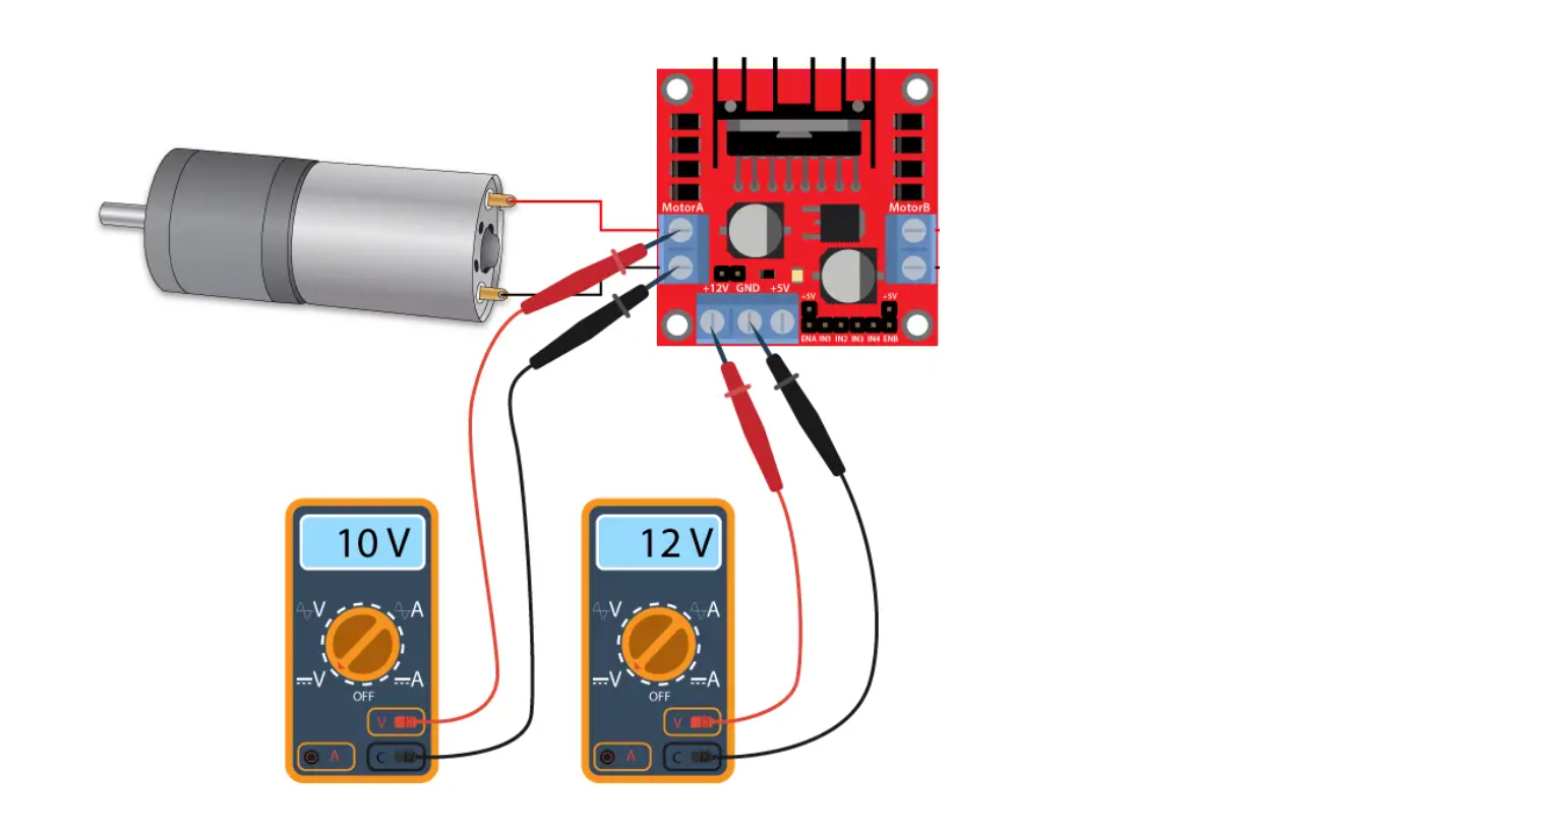 MotorA
MotorB
+12V GND +5V
+5V
+5V
ENA IN1 IN2 IN3 IN4 ENB
10 V
V
A
V
A
OFF
V
A
C
12 V
V
A
V
A
OFF
V
A
C